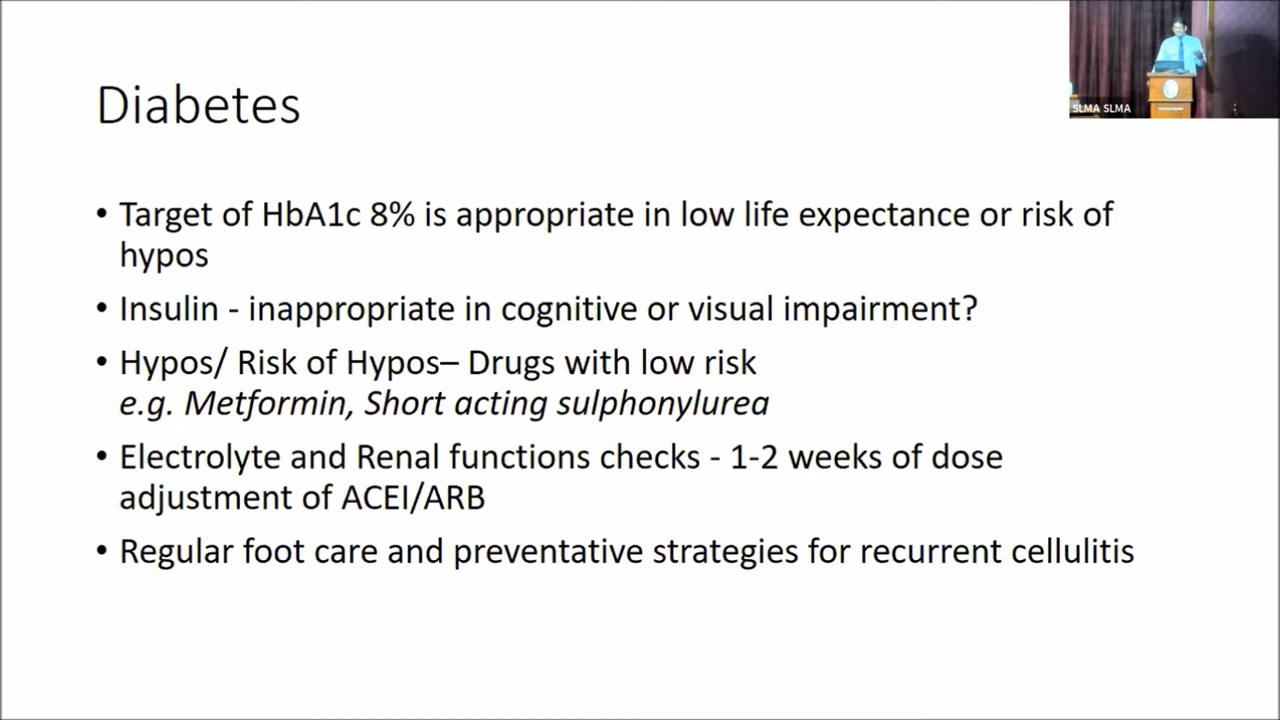 Diabetes
SLMA SLMA
• Target of HbA1c 8% is appropriate in low life expectance or risk of
hypos
• Insulin - inappropriate in cognitive or visual impairment?
• Hypos/ Risk of Hypos– Drugs with low risk
e.g. Metformin, Short acting sulphonylurea
• Electrolyte and Renal functions checks - 1-2 weeks of dose
adjustment of ACEI/ARB
• Regular foot care and preventative strategies for recurrent cellulitis